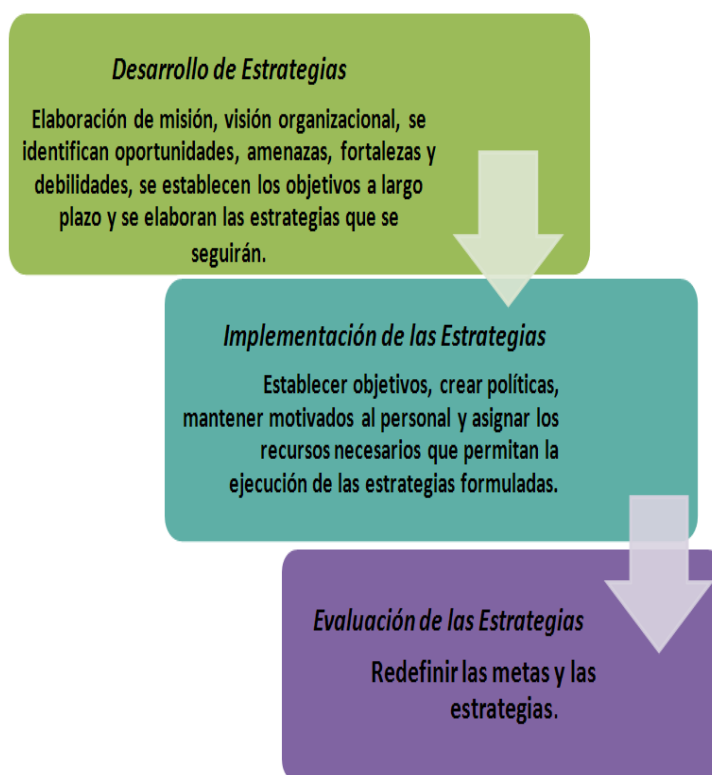 Desarrollo de Estrategias
Elaboración de misión, visión organizacional, se
identifican oportunidades, amenazas, fortalezas y
debilidades, se establecen los objetivos a largo
plazo y se elaboran las estrategias que se
seguirán.
Implementación de las Estrategias
Establecer objetivos, crear políticas,
mantener motivados al personal y asignar los
recursos necesarios que permitan la
ejecución de las estrategias formuladas.
Evaluación de las Estrategias
Redefinir las metas y las
estrategias.